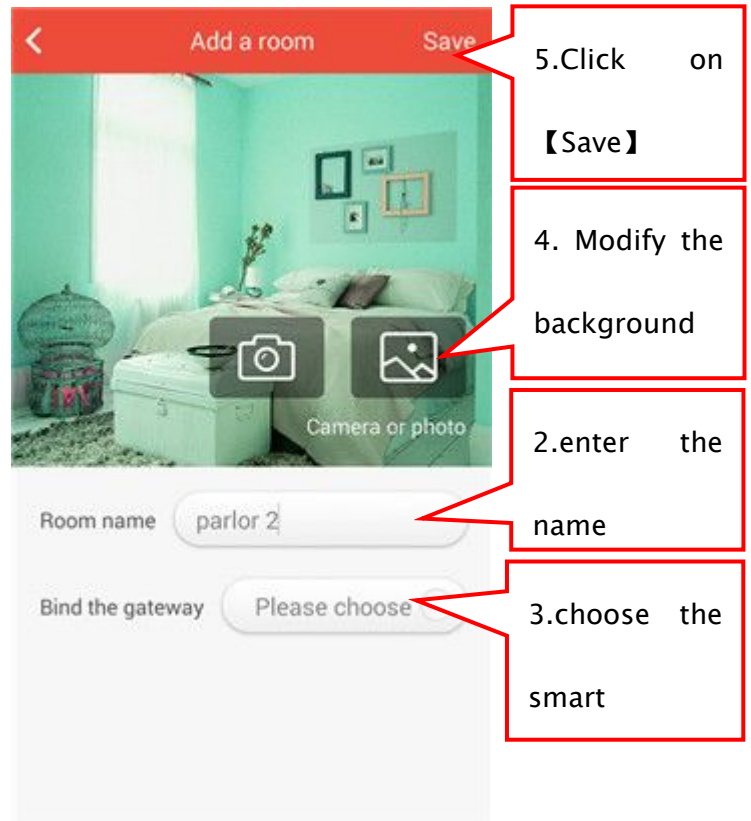 Add a room
Save
5.Click on
【Save】
4. Modify the
background
Camera or photo
2.enter the
name
Room name
parlor 2
3.choose the
smart
Bind the gateway
Please choose